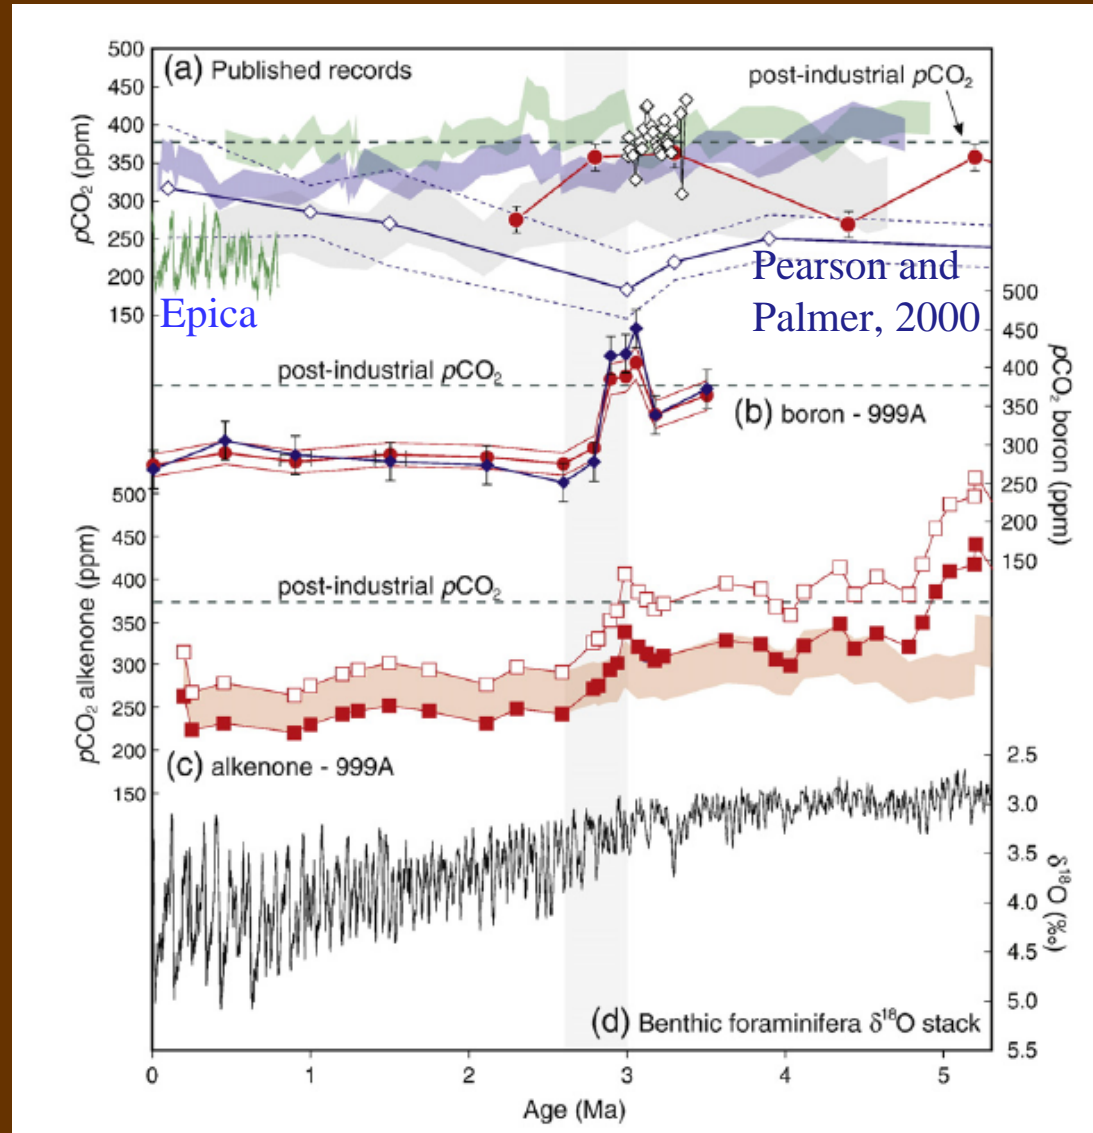 500
450
400
350
300
250
200
150
pCO₂ (ppm)
(a) Published records
post-industrial pCO₂
Epica
Pearson and
Palmer, 2000
500
450
400
350
300
250
200
150
pCO₂ boron (ppm)
post-industrial pCO₂
(b) boron - 999A
500
450
400
350
300
250
200
150
pCO₂ alkenone (ppm)
post-industrial pCO₂
(c) alkenone - 999A
2.5
3.0
3.5
4.0
4.5
5.0
5.5
δ¹⁸O (‰)
(d) Benthic foraminifera δ¹⁸O stack
0 1 2 3 4 5
Age (Ma)